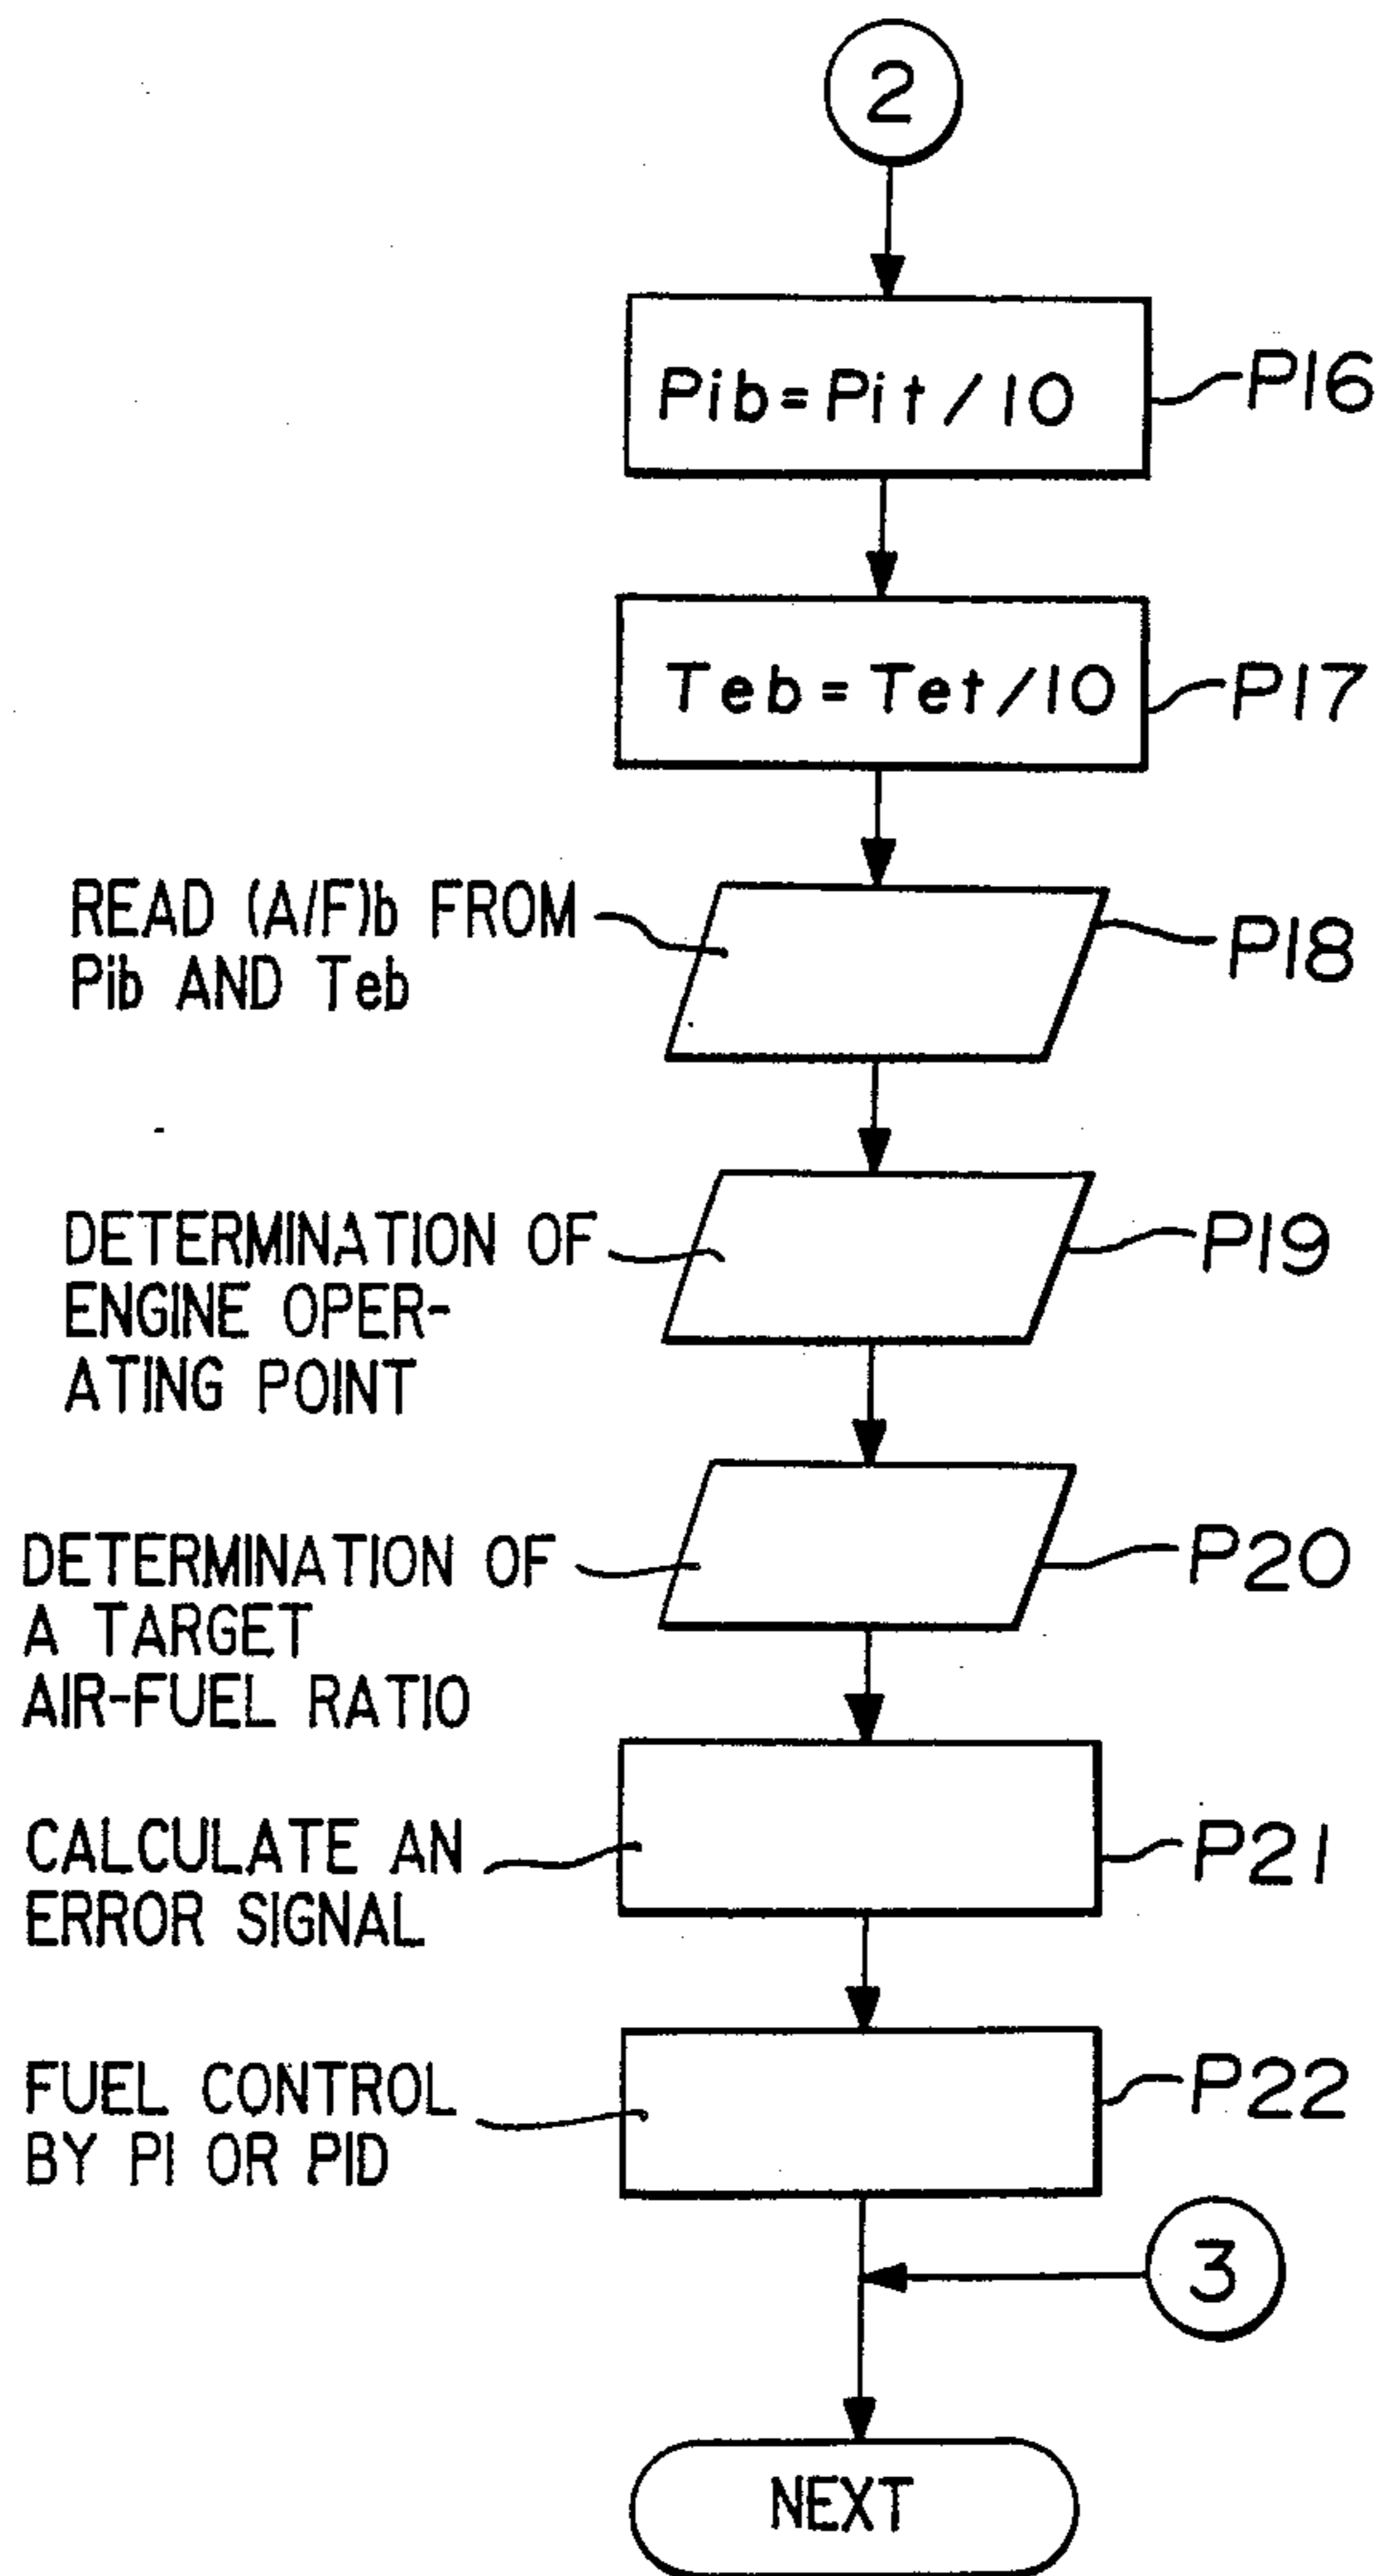 2
Pib = Pit / 10
P16
Teb = Tet / 10
P17
READ (A/F)b FROM
Pib AND Teb
P18
DETERMINATION OF
ENGINE OPER-
ATING POINT
P19
DETERMINATION OF
A TARGET
AIR-FUEL RATIO
P20
CALCULATE AN
ERROR SIGNAL
P21
FUEL CONTROL
BY PI OR PID
P22
3
NEXT